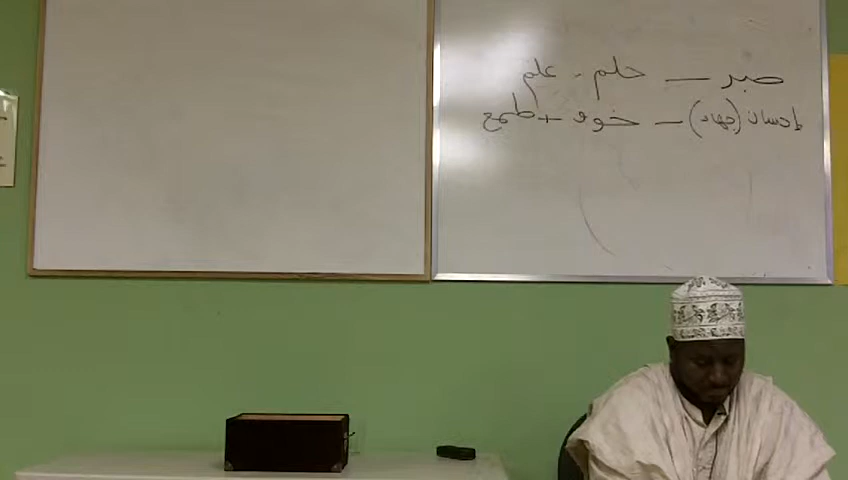 صبر — حلم - علم
إحسان (جهاد) — خوف + طمع